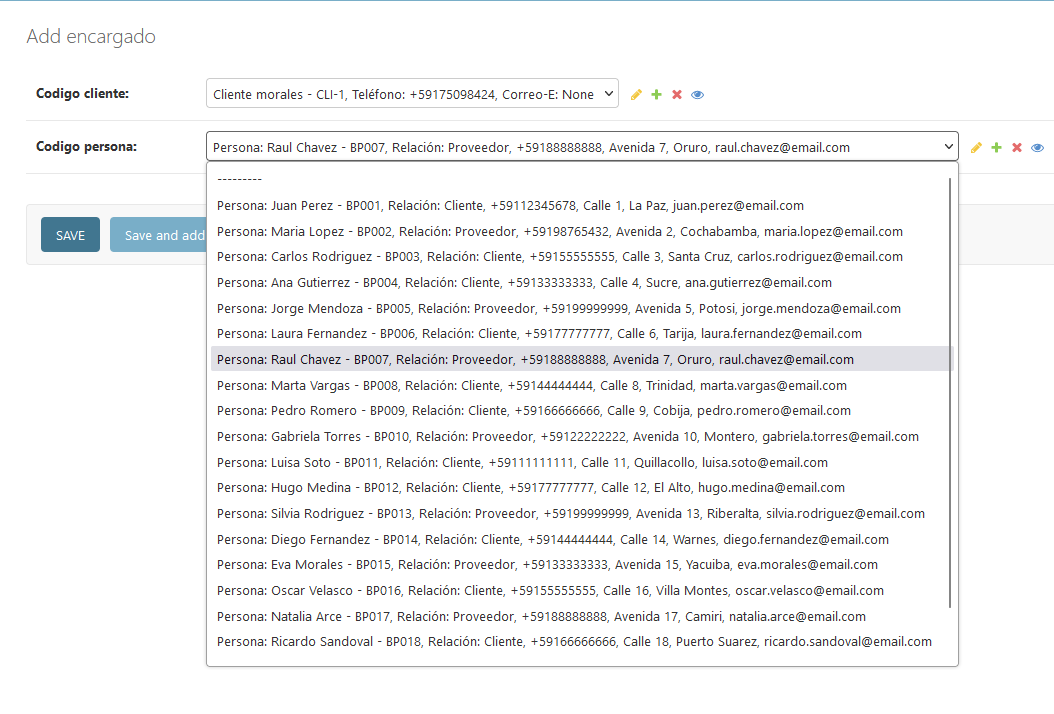 Add encargado
Codigo cliente:
Cliente morales - CLI-1, Teléfono: +59175098424, Correo-E: None
Codigo persona:
Persona: Raul Chavez - BP007, Relación: Proveedor, +59188888888, Avenida 7, Oruro, raul.chavez@email.com
---------
Persona: Juan Perez - BP001, Relación: Cliente, +59112345678, Calle 1, La Paz, juan.perez@email.com
Persona: Maria Lopez - BP002, Relación: Proveedor, +59198765432, Avenida 2, Cochabamba, maria.lopez@email.com
Persona: Carlos Rodriguez - BP003, Relación: Cliente, +59155555555, Calle 3, Santa Cruz, carlos.rodriguez@email.com
Persona: Ana Gutierrez - BP004, Relación: Cliente, +59133333333, Calle 4, Sucre, ana.gutierrez@email.com
Persona: Jorge Mendoza - BP005, Relación: Proveedor, +59199999999, Avenida 5, Potosi, jorge.mendoza@email.com
Persona: Laura Fernandez - BP006, Relación: Cliente, +59177777777, Calle 6, Tarija, laura.fernandez@email.com
Persona: Raul Chavez - BP007, Relación: Proveedor, +59188888888, Avenida 7, Oruro, raul.chavez@email.com
Persona: Marta Vargas - BP008, Relación: Cliente, +59144444444, Calle 8, Trinidad, marta.vargas@email.com
Persona: Pedro Romero - BP009, Relación: Cliente, +59166666666, Calle 9, Cobija, pedro.romero@email.com
Persona: Gabriela Torres - BP010, Relación: Proveedor, +59122222222, Avenida 10, Montero, gabriela.torres@email.com
Persona: Luisa Soto - BP011, Relación: Cliente, +59111111111, Calle 11, Quillacollo, luisa.soto@email.com
Persona: Hugo Medina - BP012, Relación: Cliente, +59177777777, Calle 12, El Alto, hugo.medina@email.com
Persona: Silvia Rodriguez - BP013, Relación: Proveedor, +59199999999, Avenida 13, Riberalta, silvia.rodriguez@email.com
Persona: Diego Fernandez - BP014, Relación: Cliente, +59144444444, Calle 14, Warnes, diego.fernandez@email.com
Persona: Eva Morales - BP015, Relación: Proveedor, +59133333333, Avenida 15, Yacuiba, eva.morales@email.com
Persona: Oscar Velasco - BP016, Relación: Cliente, +59155555555, Calle 16, Villa Montes, oscar.velasco@email.com
Persona: Natalia Arce - BP017, Relación: Proveedor, +59188888888, Avenida 17, Camiri, natalia.arce@email.com
Persona: Ricardo Sandoval - BP018, Relación: Cliente, +59166666666, Calle 18, Puerto Suarez, ricardo.sandoval@email.com
SAVE
Save and add